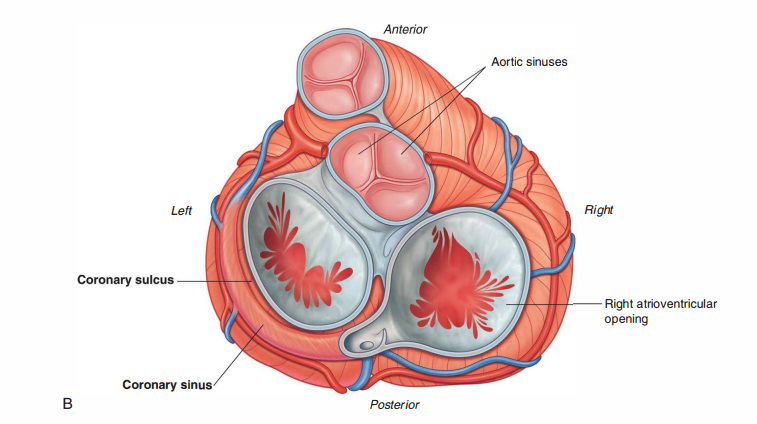 Anterior
Aortic sinuses
Left
Right
Coronary sulcus
Right atrioventricular
opening
Coronary sinus
B
Posterior